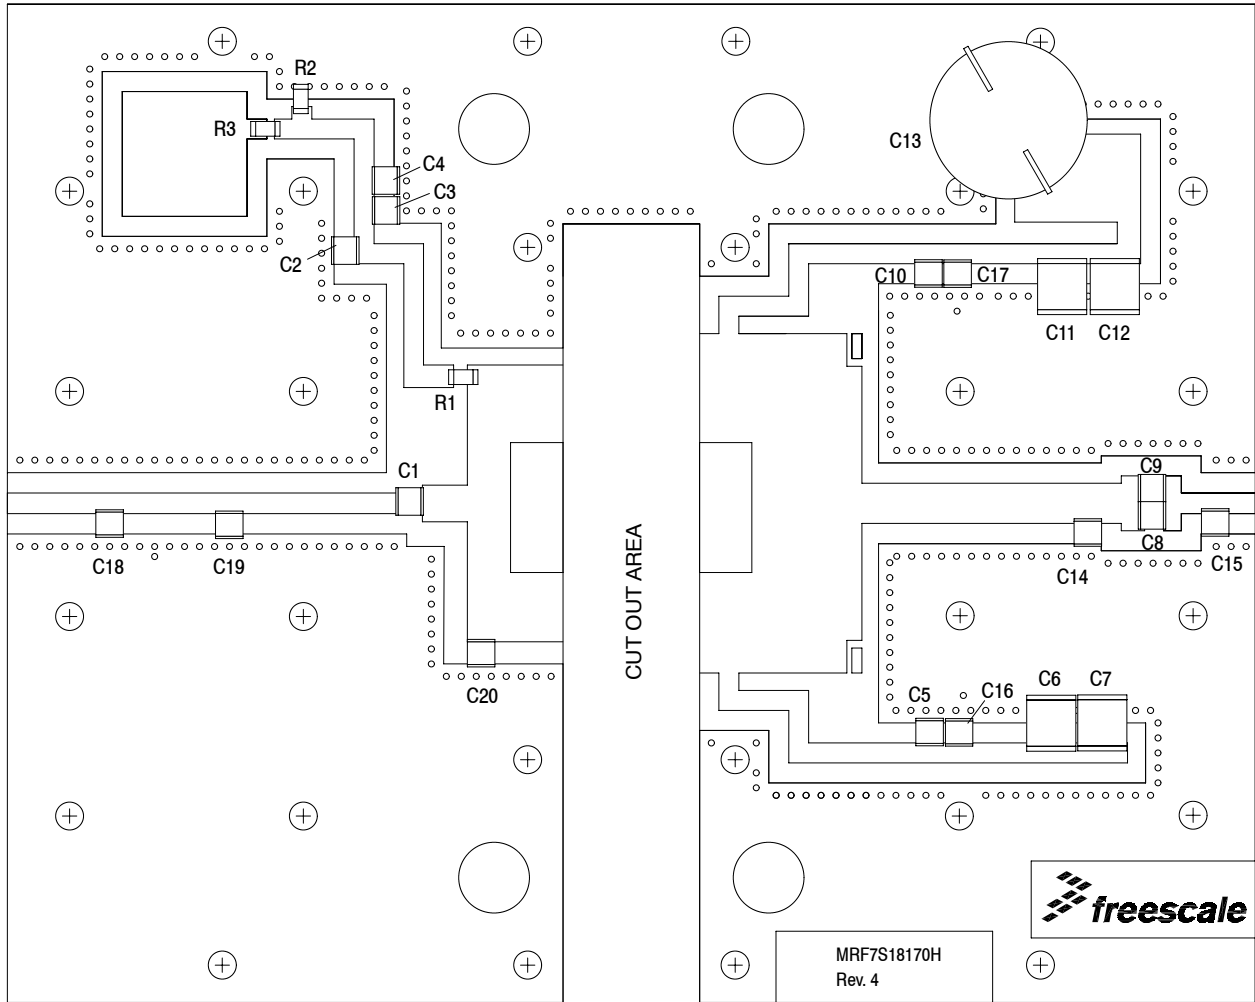 R2
R3
C13
C4
C3
C2
C10
C17
C11
C12
R1
C1
C9
C18
C19
C8
C14
C15
CUT OUT AREA
C20
C5
C16
C6
C7
freescale
MRF7S18170H
Rev. 4